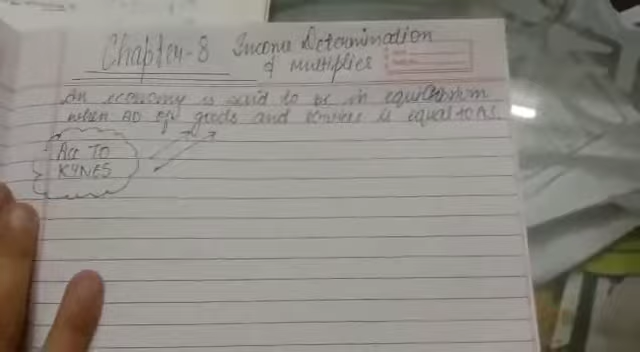 Chapter-8 Income Determination
& Multiplier
An economy is said to be in equilibrium
when AD of goods and services is equal to AS.
Acc TO
KYNES